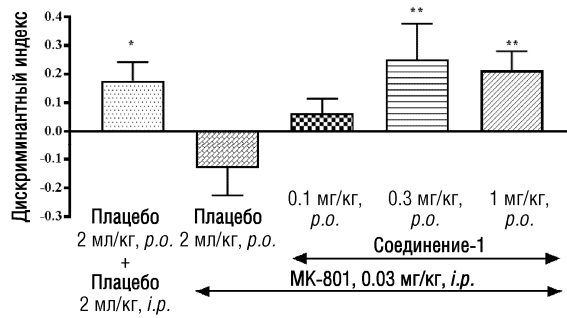 Дискриминантный индекс
0.4
0.3
0.2
0.1
0.0
-0.1
-0.2
-0.3
*
**
**
Плацебо
2 мл/кг, p.o.
+
Плацебо
2 мл/кг, i.p.
Плацебо
2 мл/кг, p.o.
0.1 мг/кг,
p.o.
0.3 мг/кг,
p.o.
1 мг/кг,
p.o.
Соединение-1
МК-801, 0.03 мг/кг, i.p.